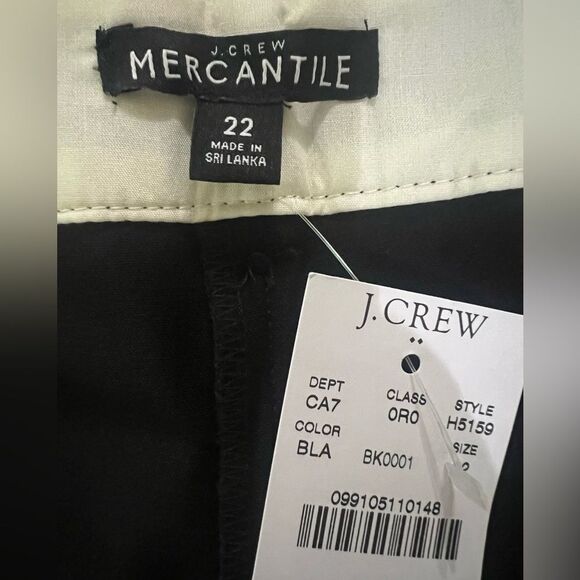 J.CREW
MERCANTILE
22
MADE IN
SRI LANKA
J.CREW
DEPT CLASS STYLE
CA7 0R0 H5159
COLOR SIZE
BLA BK0001
099105110148